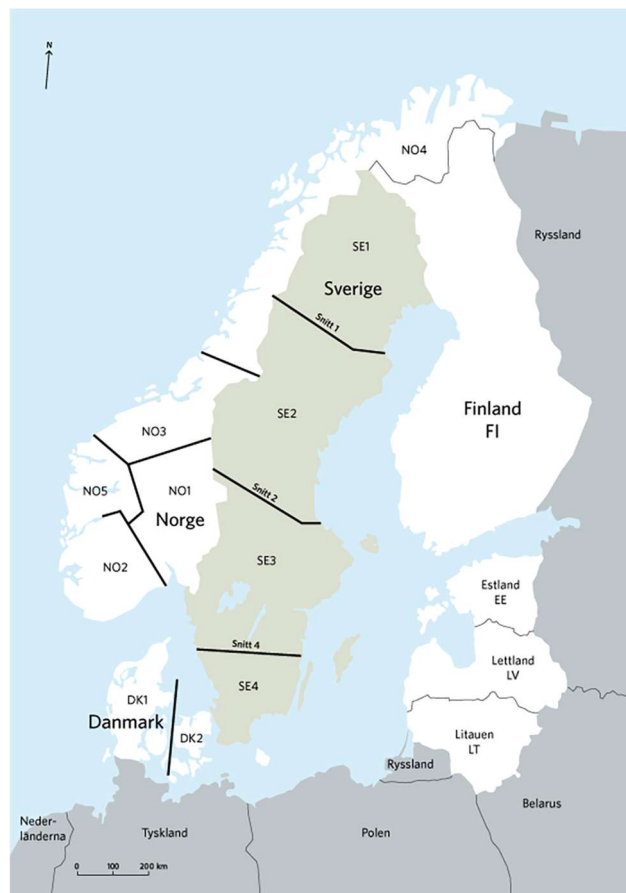 N
NO4
Ryssland
SE1
Sverige
Snitt 1
Finland
FI
SE2
NO3
NO5
NO1
Snitt 2
Norge
NO2
SE3
Estland
EE
Snitt 4
Lettland
LV
SE4
DK1
Danmark
DK2
Litauen
LT
Ryssland
Belarus
Neder-
länderna
Tyskland
Polen
0 100 200 km